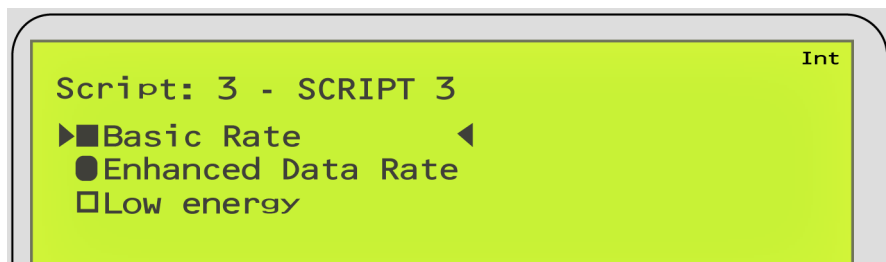 Int
Script: 3 - SCRIPT 3
Basic Rate
Enhanced Data Rate
Low energy